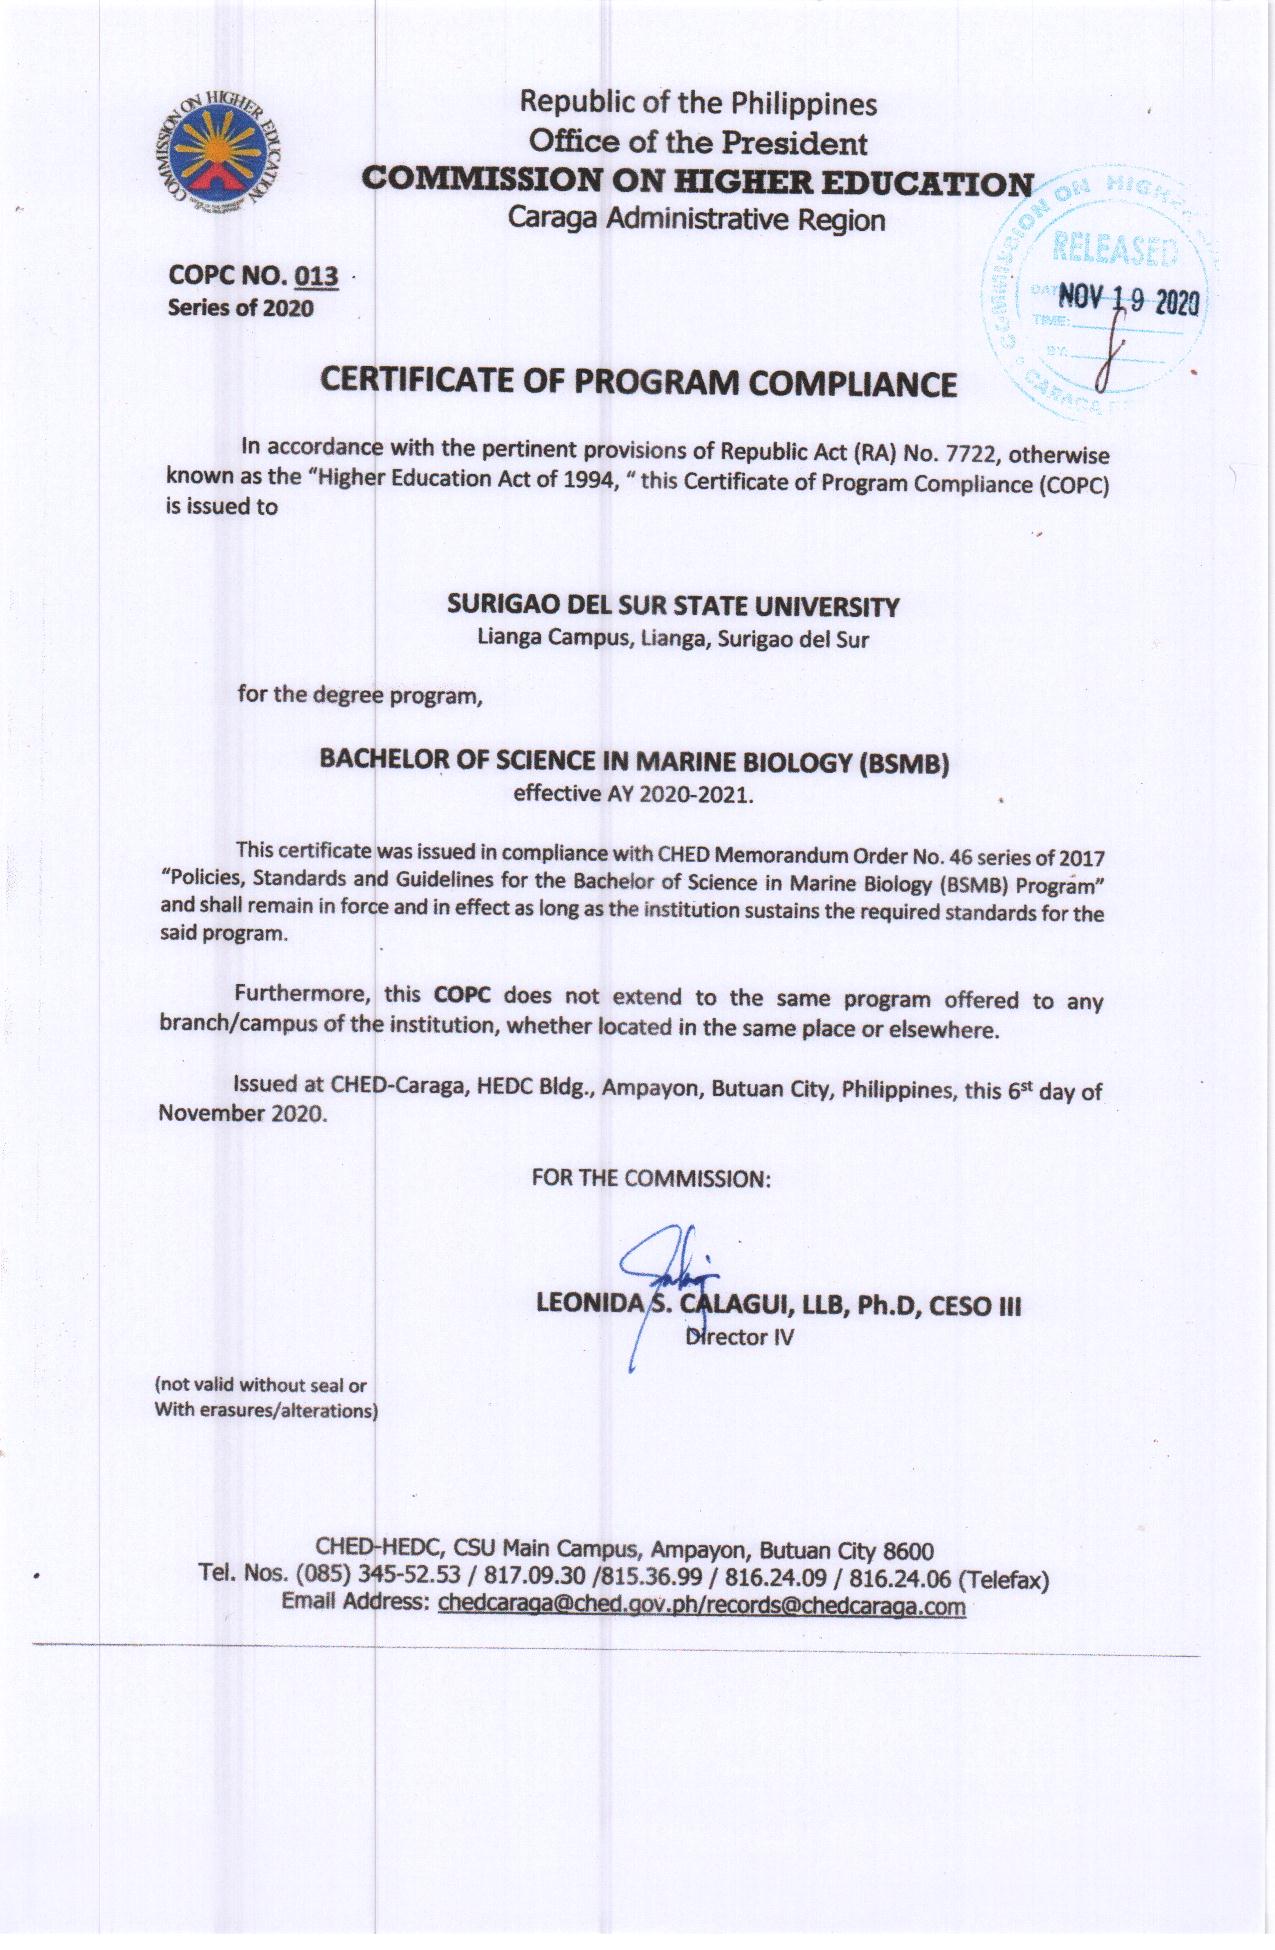 COMMISSION ON HIGHER EDUCATION
Republic of the Philippines
Office of the President
COMMISSION ON HIGHER EDUCATION
Caraga Administrative Region
COMMISSION ON HIGHER
RELEASED
DATE
NOV 19 2020
TIME:
BY:
CARAGA
COPC NO. 013
Series of 2020
CERTIFICATE OF PROGRAM COMPLIANCE
In accordance with the pertinent provisions of Republic Act (RA) No. 7722, otherwise
known as the “Higher Education Act of 1994, “ this Certificate of Program Compliance (COPC)
is issued to
SURIGAO DEL SUR STATE UNIVERSITY
Lianga Campus, Lianga, Surigao del Sur
for the degree program,
BACHELOR OF SCIENCE IN MARINE BIOLOGY (BSMB)
effective AY 2020-2021.
This certificate was issued in compliance with CHED Memorandum Order No. 46 series of 2017
“Policies, Standards and Guidelines for the Bachelor of Science in Marine Biology (BSMB) Program”
and shall remain in force and in effect as long as the institution sustains the required standards for the
said program.
Furthermore, this COPC does not extend to the same program offered to any
branch/campus of the institution, whether located in the same place or elsewhere.
Issued at CHED-Caraga, HEDC Bldg., Ampayon, Butuan City, Philippines, this 6st day of
November 2020.
FOR THE COMMISSION:
LEONIDA S. CALAGUI, LLB, Ph.D, CESO III
Director IV
(not valid without seal or
With erasures/alterations)
CHED-HEDC, CSU Main Campus, Ampayon, Butuan City 8600
Tel. Nos. (085) 345-52.53 / 817.09.30 /815.36.99 / 816.24.09 / 816.24.06 (Telefax)
Email Address: chedcaraga@ched.gov.ph/records@chedcaraga.com